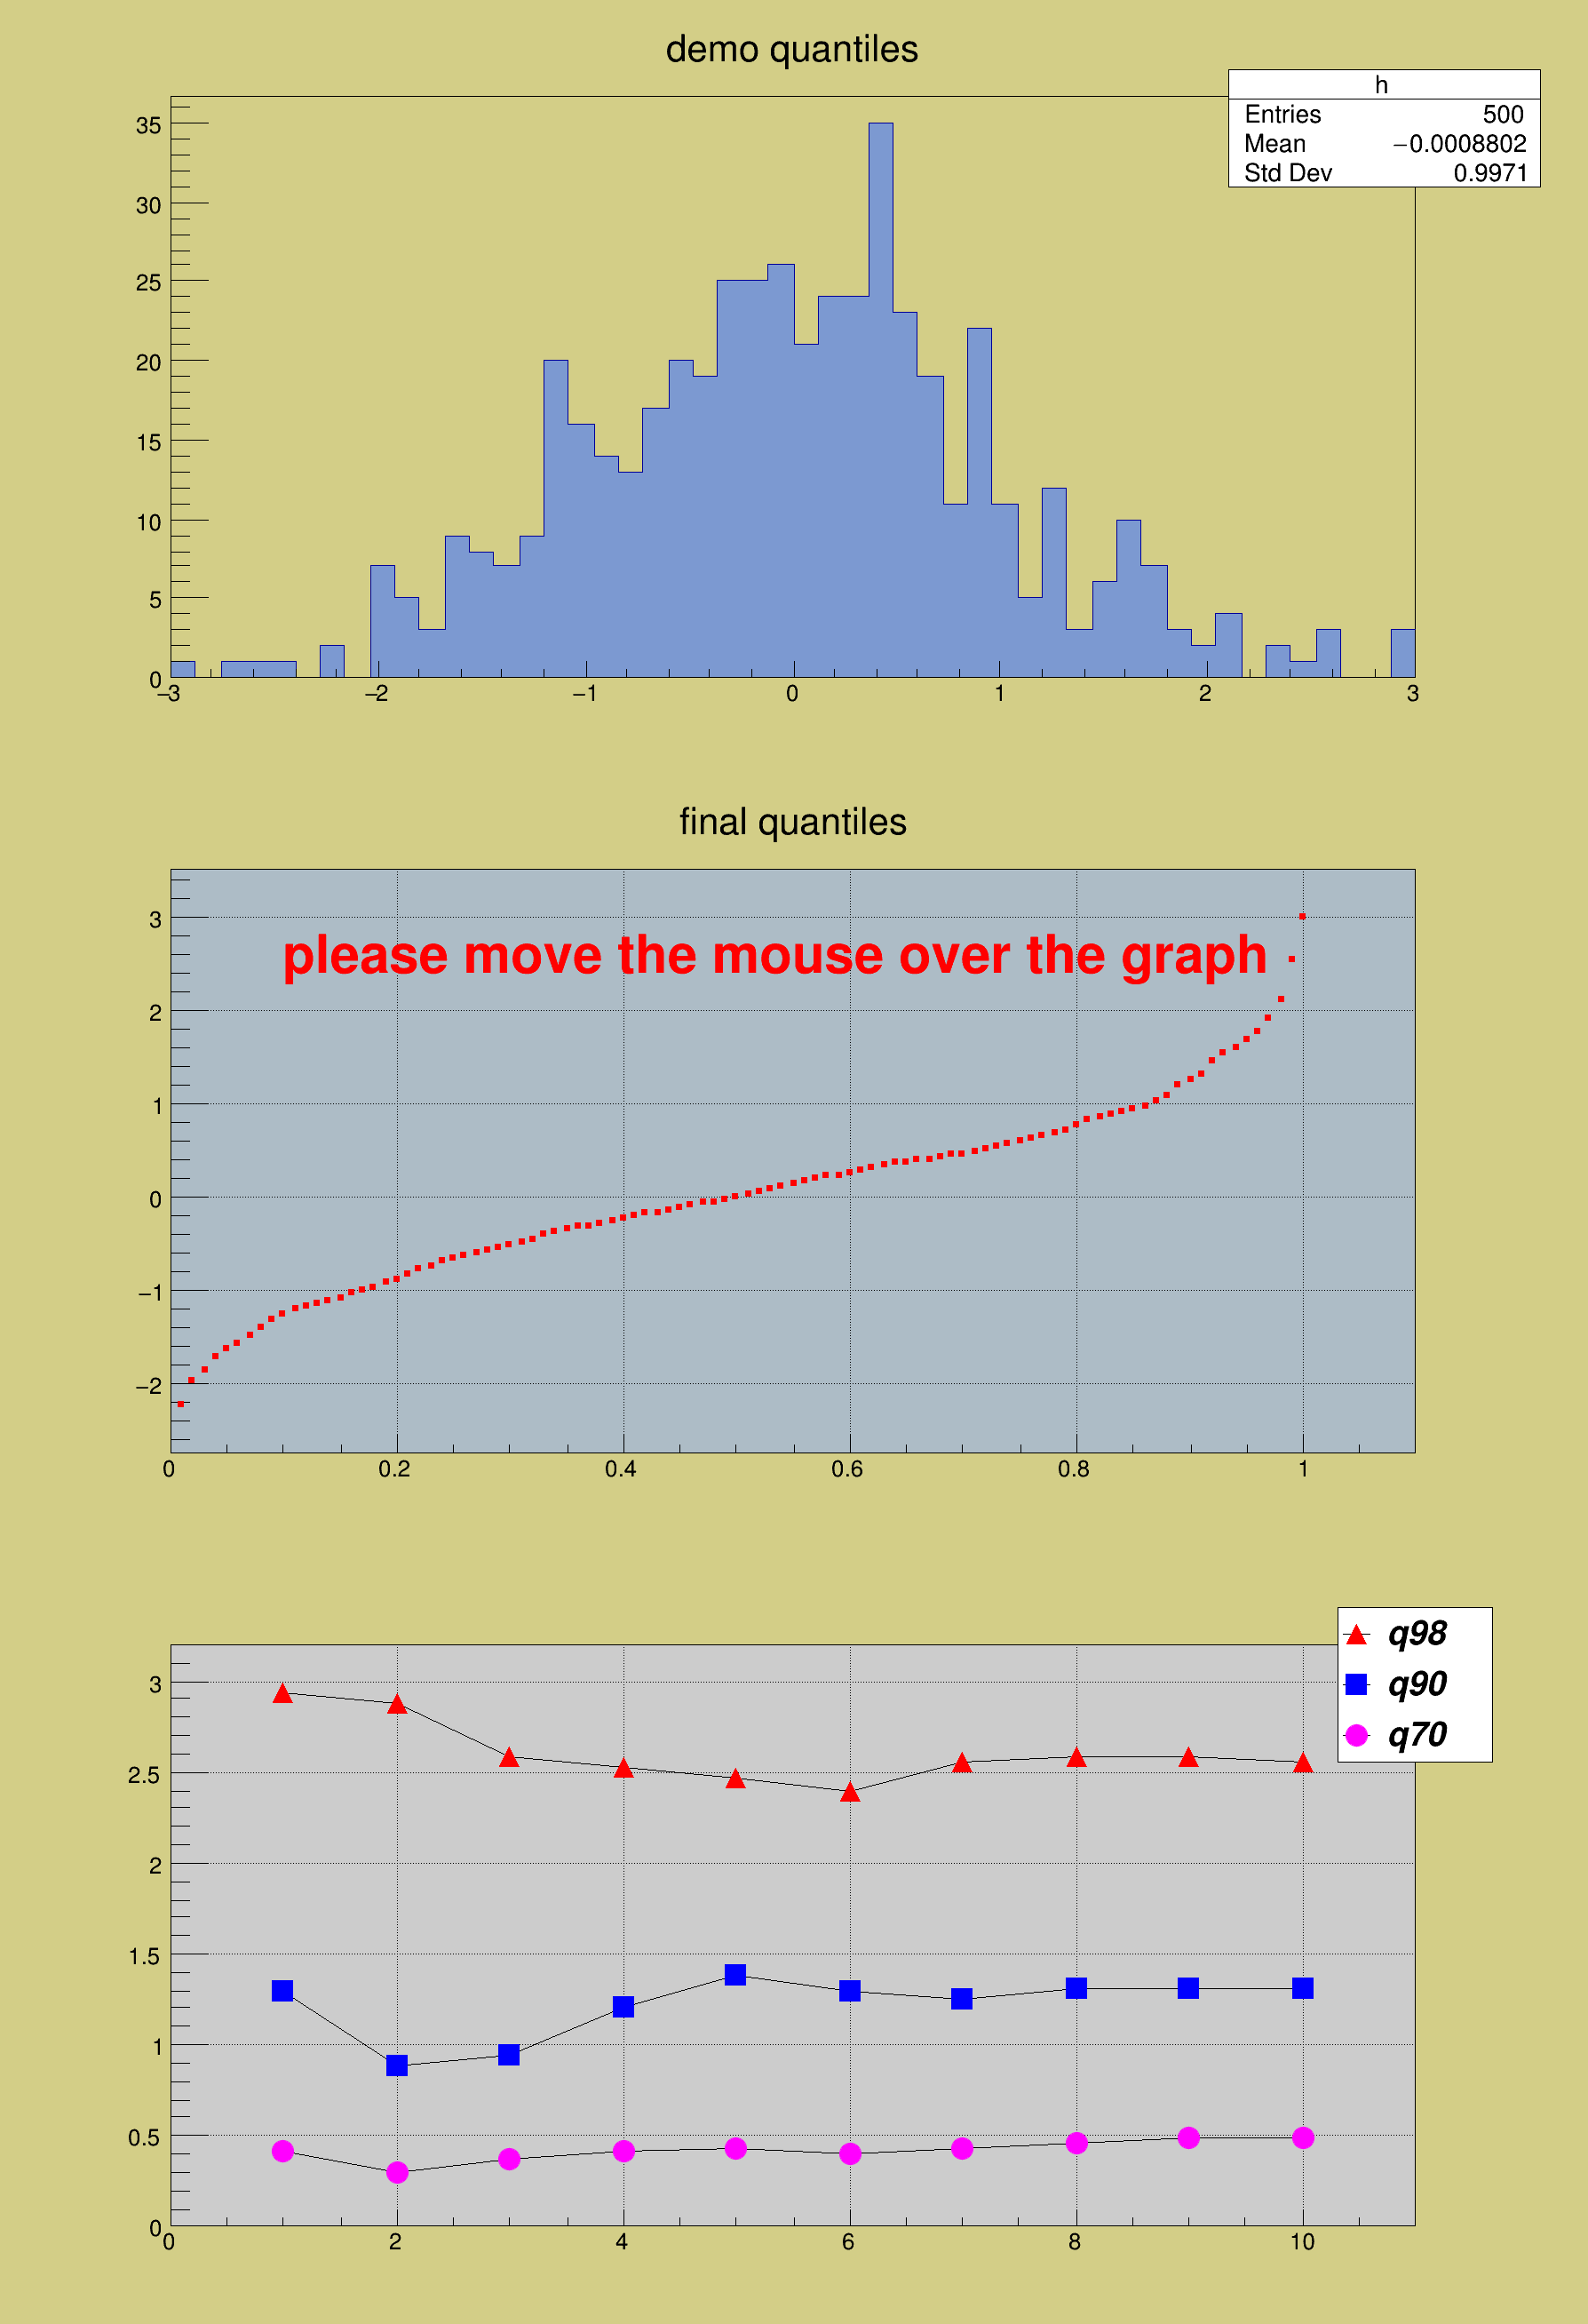 demo quantiles
h
Entries 500
Mean −0.0008802
Std Dev 0.9971
35
30
25
20
15
10
5
0
−3 −2 −1 0 1 2 3
final quantiles
please move the mouse over the graph
3
2
1
0
−1
−2
0 0.2 0.4 0.6 0.8 1
q98
q90
q70
3
2.5
2
1.5
1
0.5
0
0 2 4 6 8 10